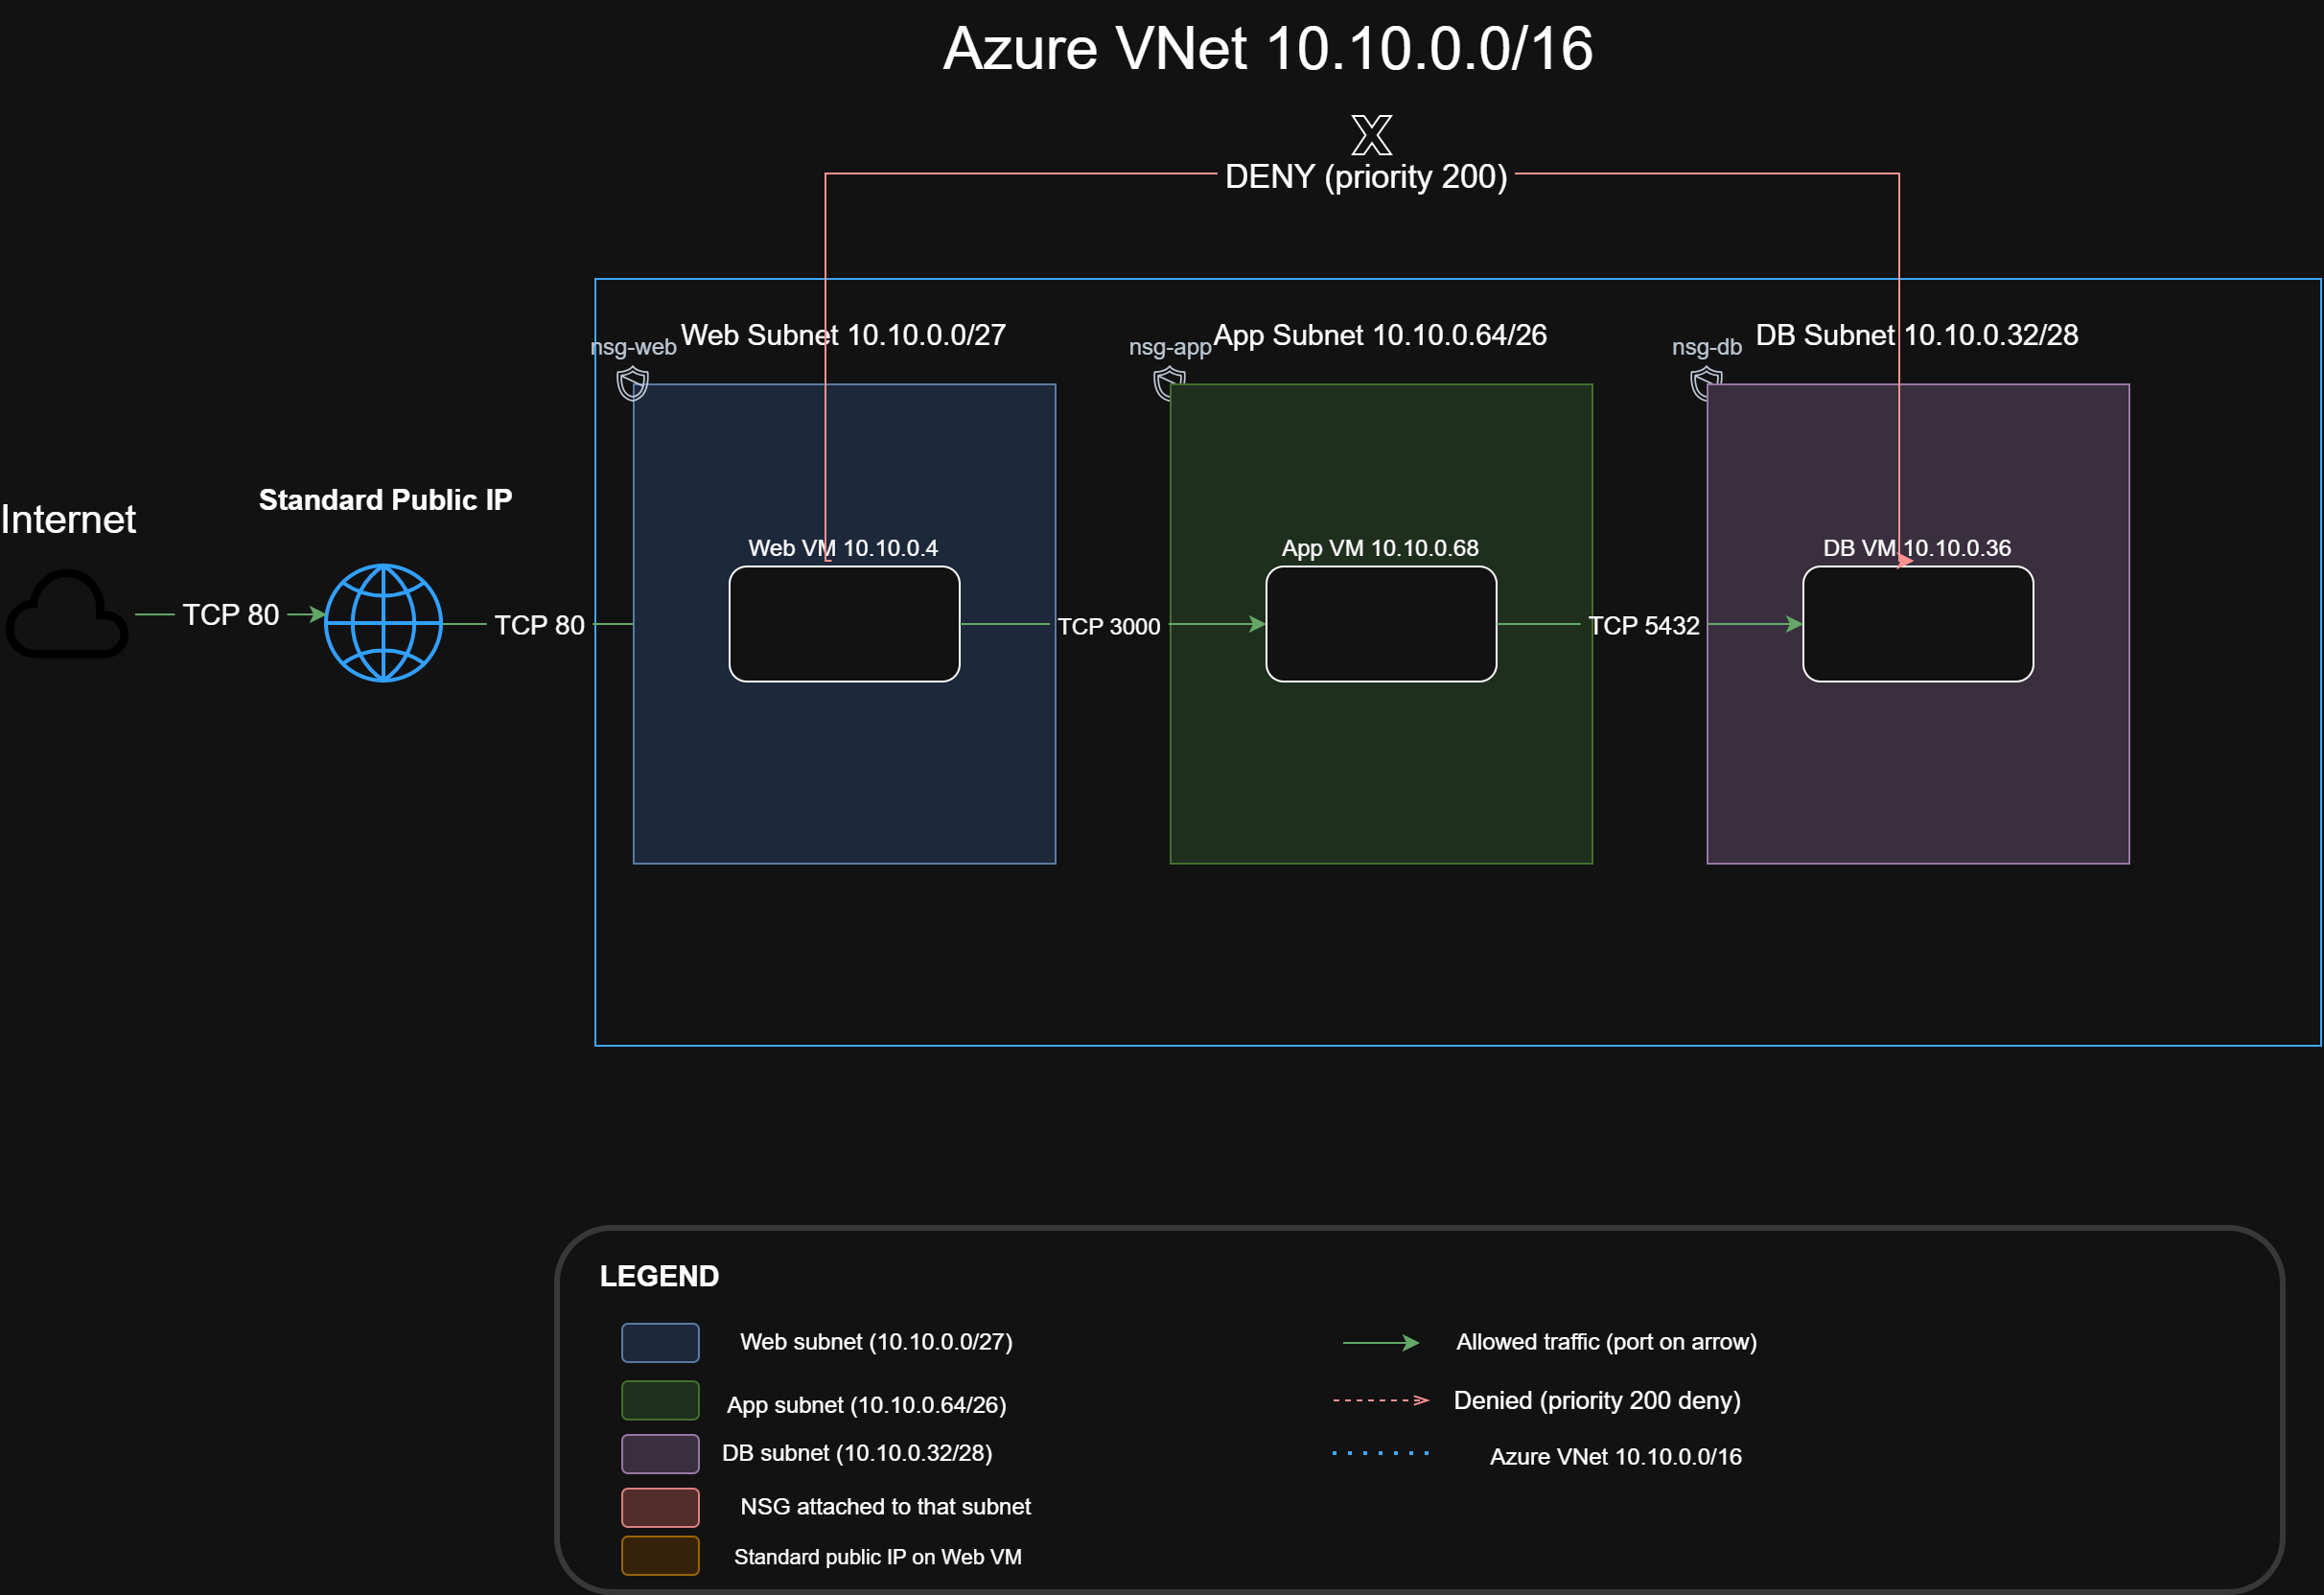 Azure VNet 10.10.0.0/16
X
DENY (priority 200)
nsg-web
Web Subnet 10.10.0.0/27
nsg-app
App Subnet 10.10.0.64/26
nsg-db
DB Subnet 10.10.0.32/28
Internet
Standard Public IP
Web VM 10.10.0.4
App VM 10.10.0.68
DB VM 10.10.0.36
TCP 80
TCP 80
TCP 3000
TCP 5432
LEGEND
Web subnet (10.10.0.0/27)
App subnet (10.10.0.64/26)
DB subnet (10.10.0.32/28)
NSG attached to that subnet
Standard public IP on Web VM
Allowed traffic (port on arrow)
Denied (priority 200 deny)
Azure VNet 10.10.0.0/16